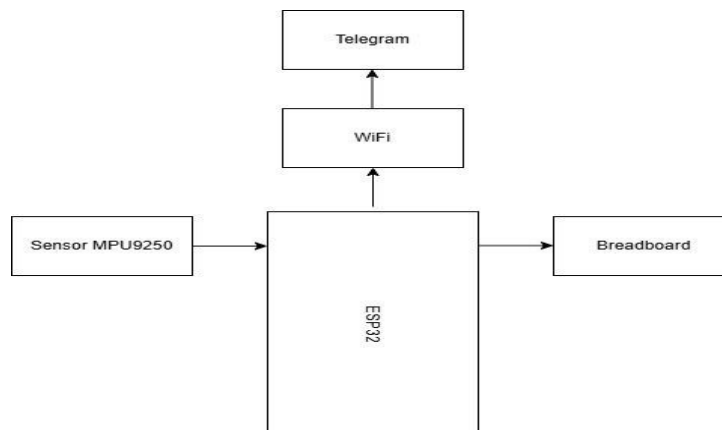 Telegram
WiFi
Sensor MPU9250
Breadboard
ESP32